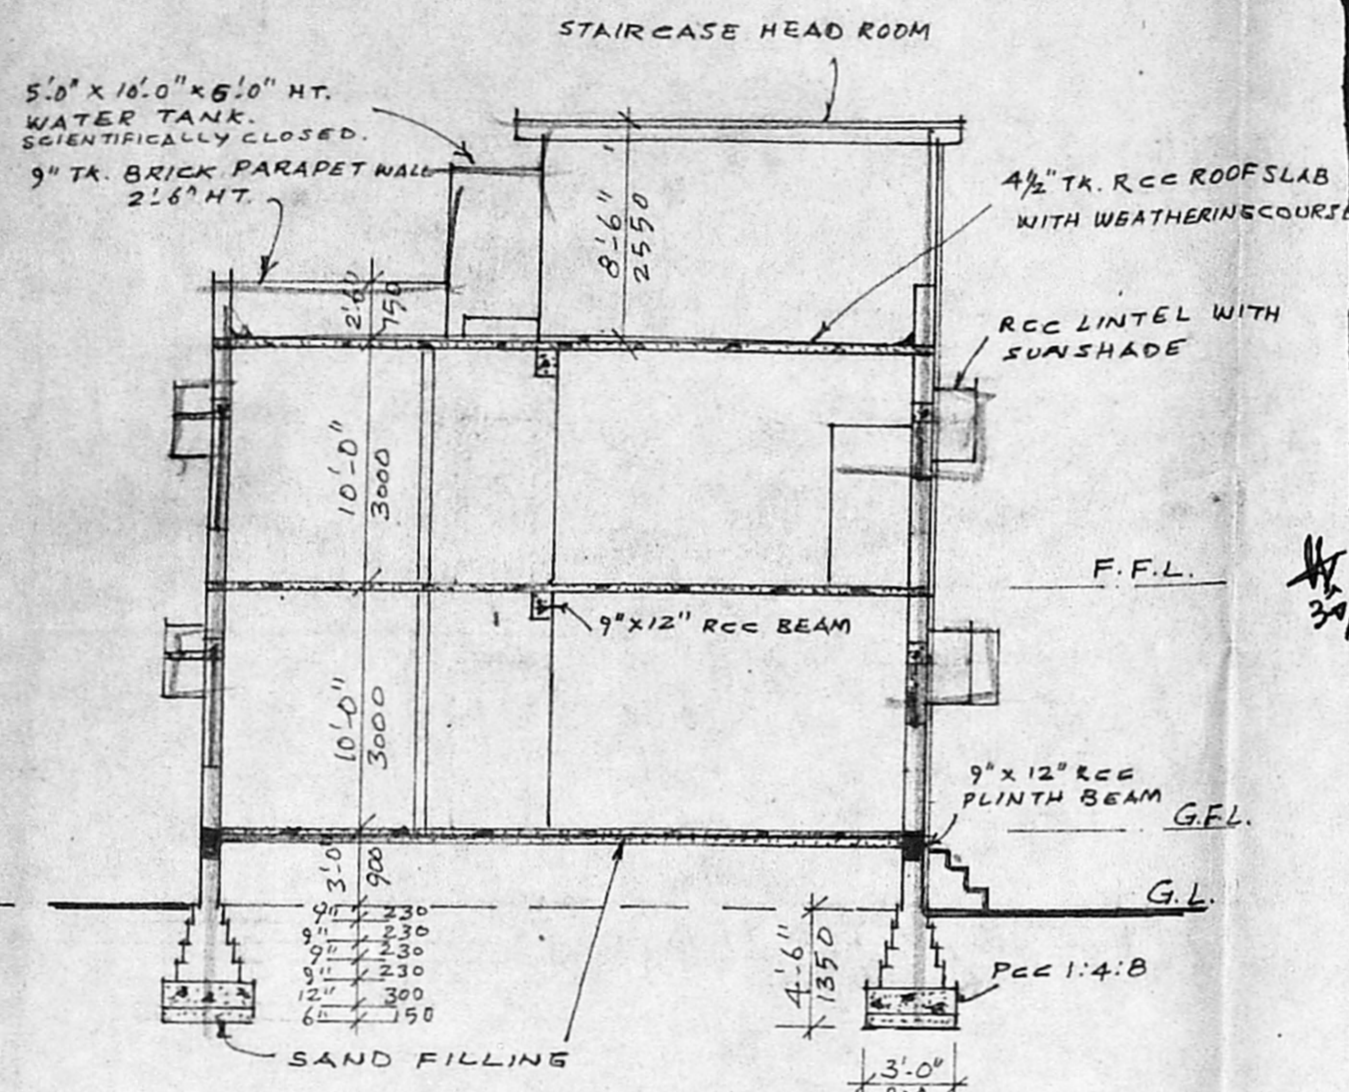 STAIRCASE HEAD ROOM
5'.0" X 10'.0" x 6'.0" HT.
WATER TANK.
SCIENTIFICALLY CLOSED.
9" TK. BRICK PARAPET WALL
2'.6" HT.
4½" TK. RCC ROOF SLAB
WITH WEATHERING COURSE
8'-6"
2550
2'.6"
750
RCC LINTEL WITH
SUNSHADE
10'-0"
3000
F.F.L.
9" X 12" RCC BEAM
10'-0"
3000
9" X 12" RCC
PLINTH BEAM
G.F.L.
3'-0"
900
G.L.
9" 230
9" 230
9" 230
9" 230
12" 300
6" 150
4'-6"
1350
PCC 1:4:8
SAND FILLING
3'-0"